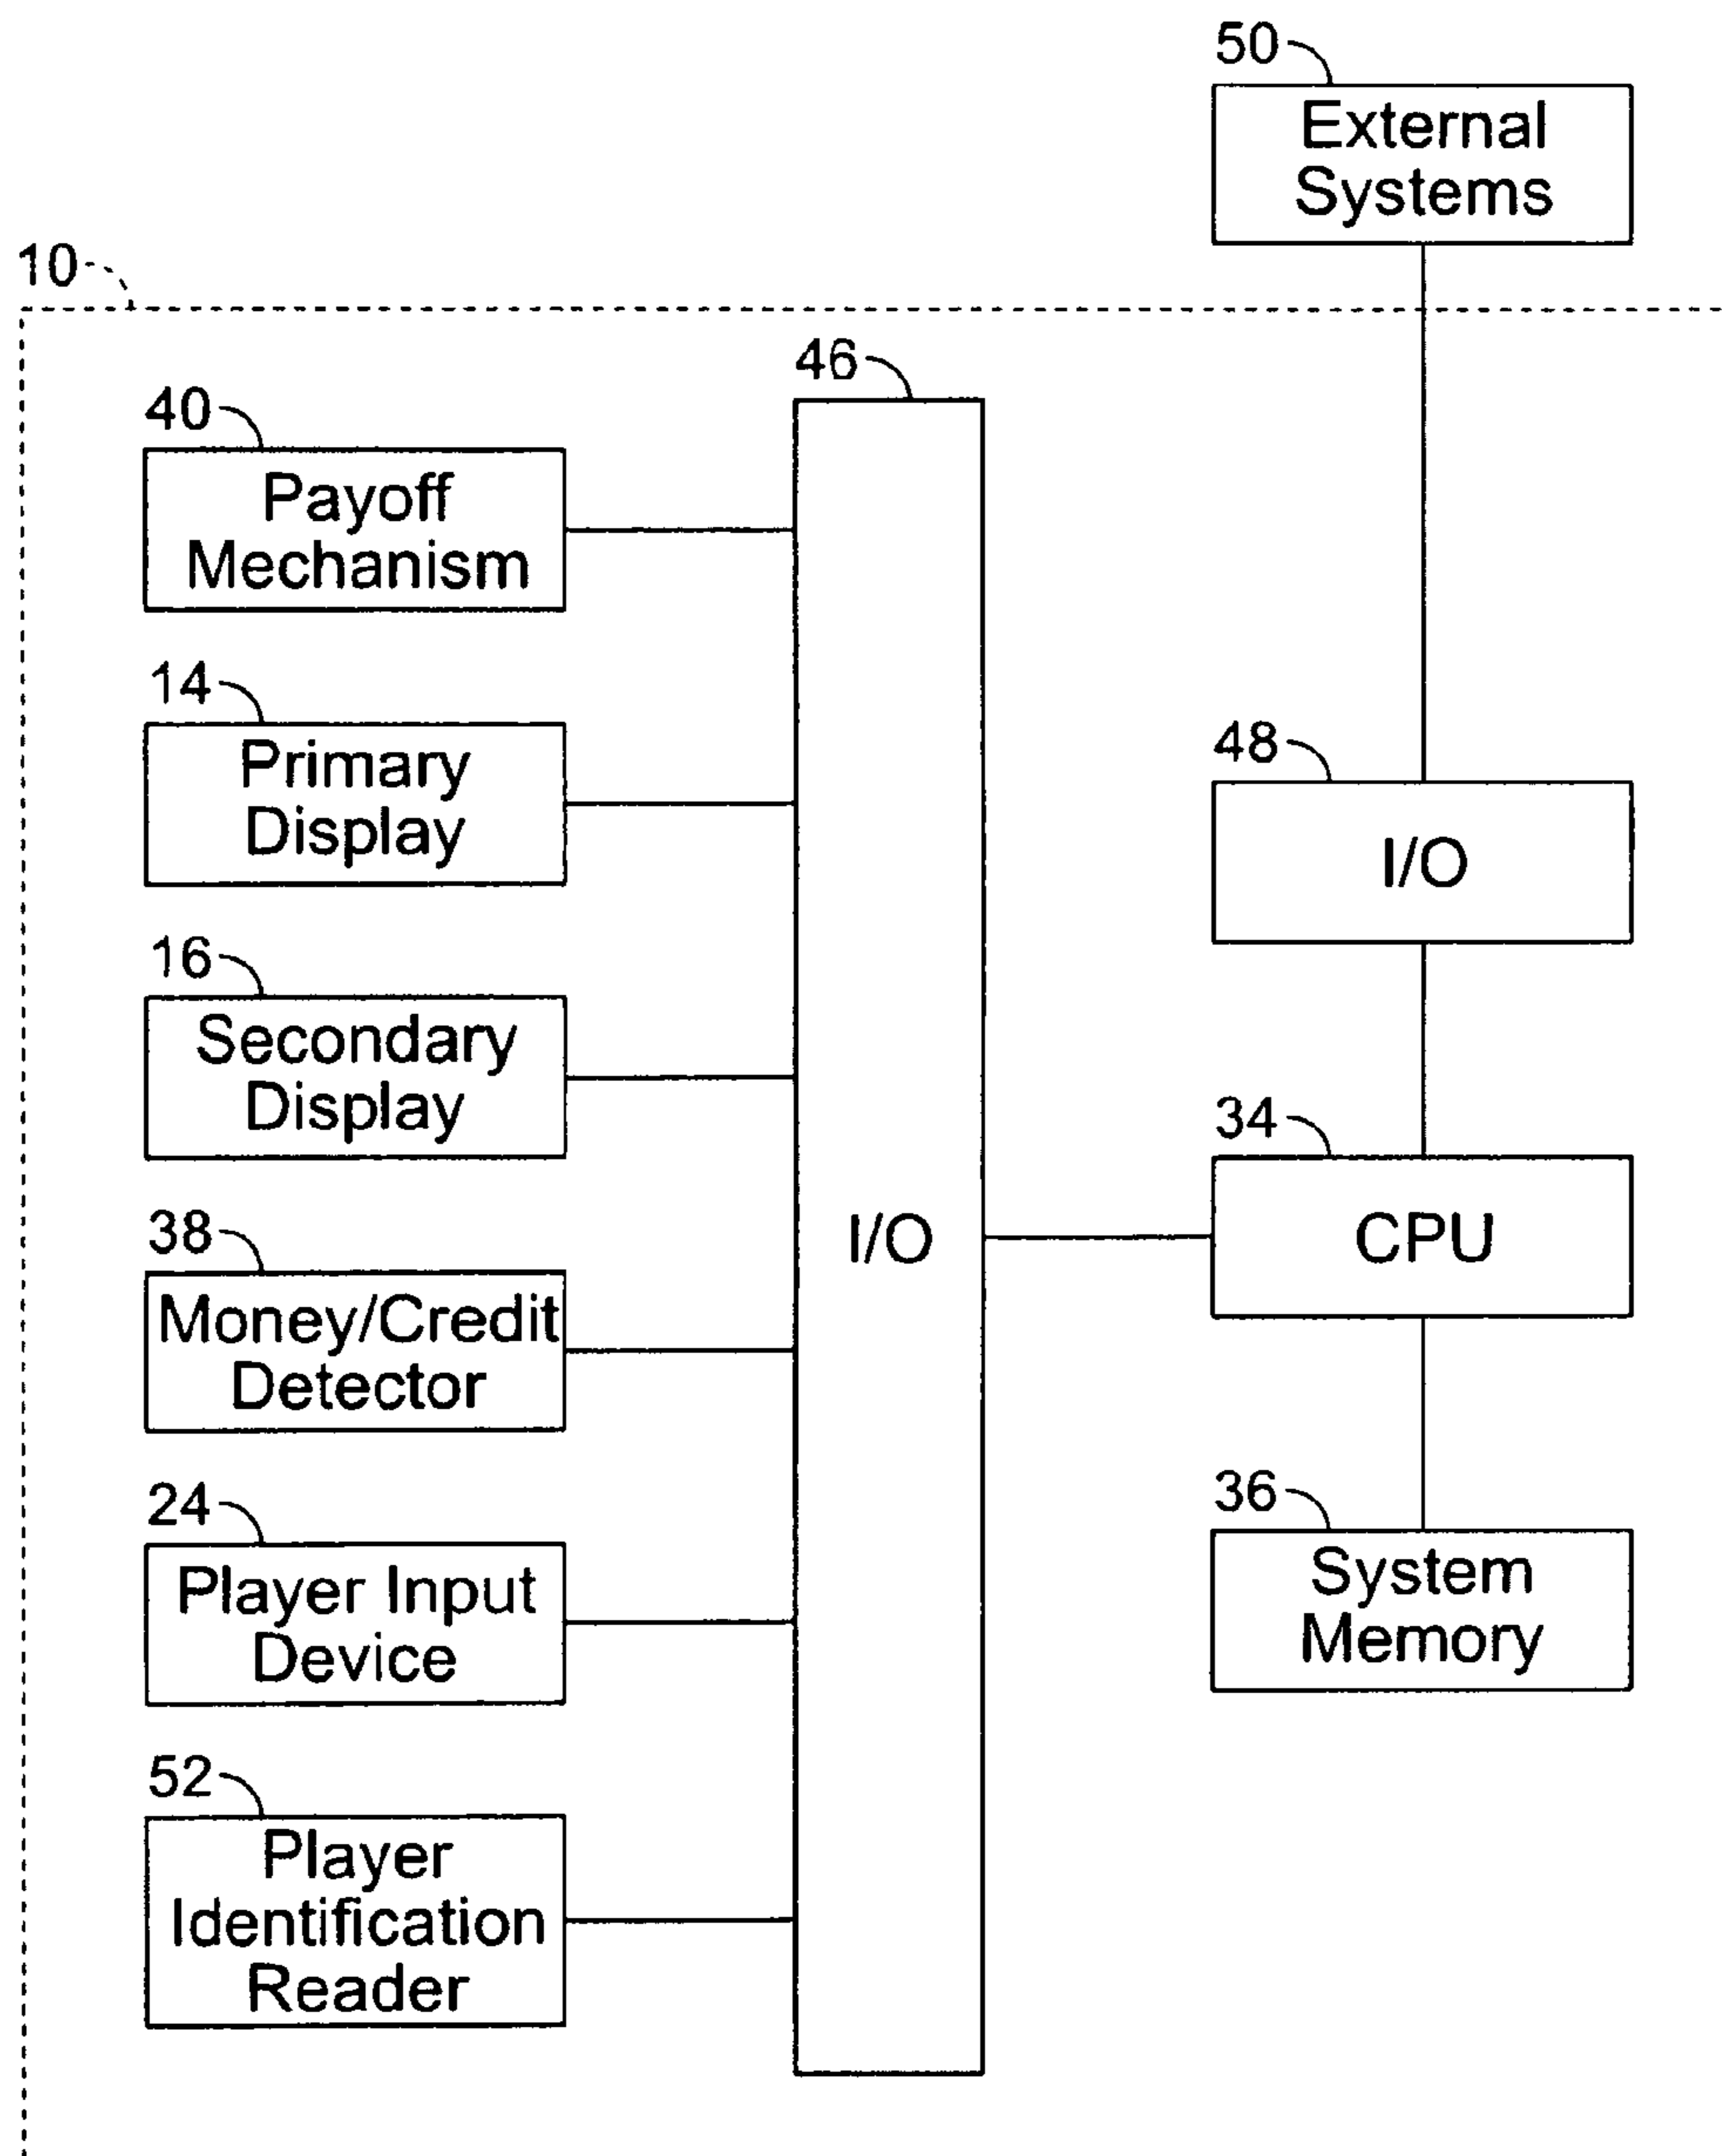 50
External
Systems
10
46
40
Payoff
Mechanism
14
Primary
Display
48
I/O
16
Secondary
Display
34
CPU
38
Money/Credit
Detector
I/O
24
Player Input
Device
36
System
Memory
52
Player
Identification
Reader